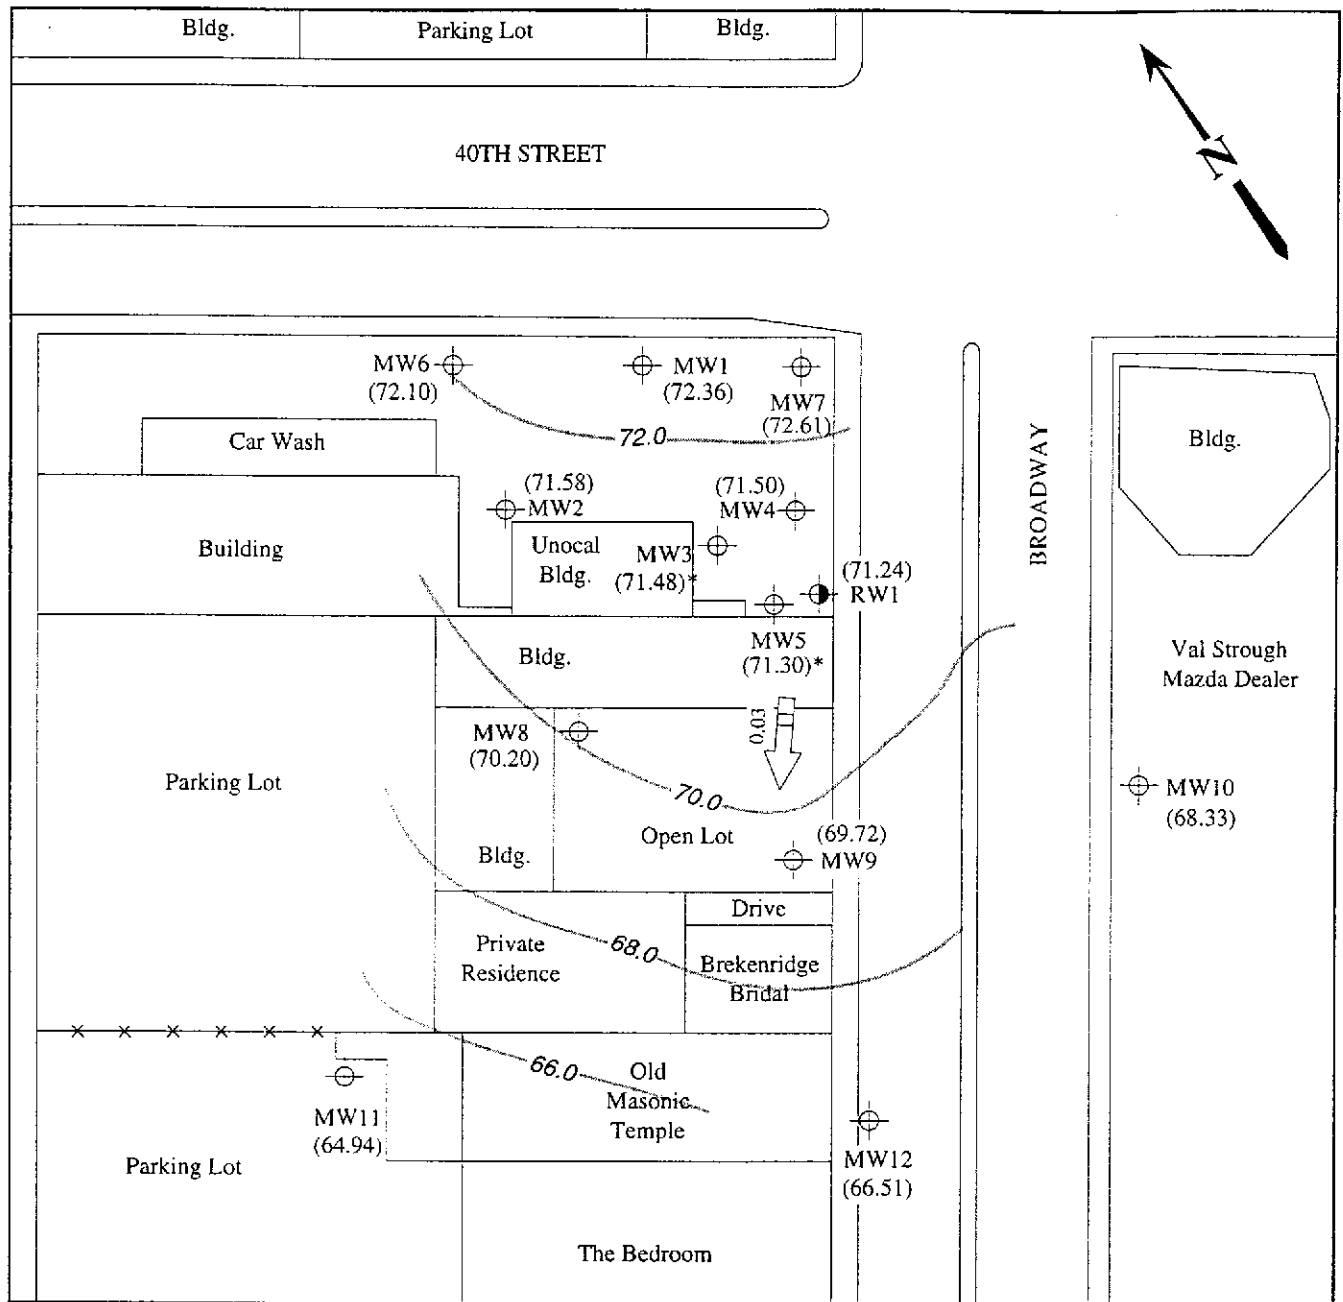 Bldg.
Parking Lot
Bldg.
N
40TH STREET
MW6
(72.10)
MW1
(72.36)
MW7
(72.61)
72.0
Car Wash
Bldg.
BROADWAY
(71.58)
MW2
(71.50)
MW4
Building
Unocal
Bldg.
MW3
(71.48)*
(71.24)
RW1
MW5
(71.30)*
Bldg.
Val Strough
Mazda Dealer
0.03
MW8
(70.20)
Parking Lot
70.0
MW10
(68.33)
Open Lot
(69.72)
MW9
Bldg.
Drive
Private
Residence
68.0
Brekenridge
Bridal
66.0
Old
Masonic
Temple
MW11
(64.94)
Parking Lot
MW12
(66.51)
The Bedroom